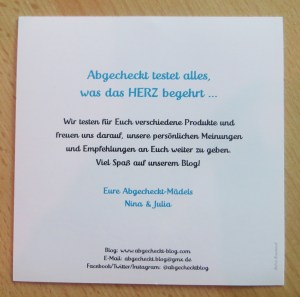 Abgecheckt testet alles,
was das HERZ begehrt ...
Wir testen für Euch verschiedene Produkte und
freuen uns darauf, unsere persönlichen Meinungen
und Empfehlungen an Euch weiter zu geben.
Viel Spaß auf unserem Blog!
Eure Abgecheckt-Mädels
Nina & Julia
Blog: www.abgecheckt-blog.com
E-Mail: abgecheckt.blog@gmx.de
Facebook/Twitter/Instagram: @abgechecktblog